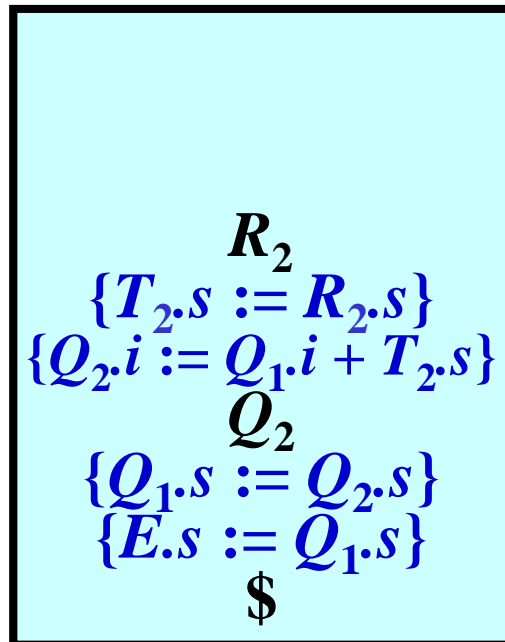 R₂
{T₂.s := R₂.s}
{Q₂.i := Q₁.i + T₂.s}
Q₂
{Q₁.s := Q₂.s}
{E.s := Q₁.s}
$